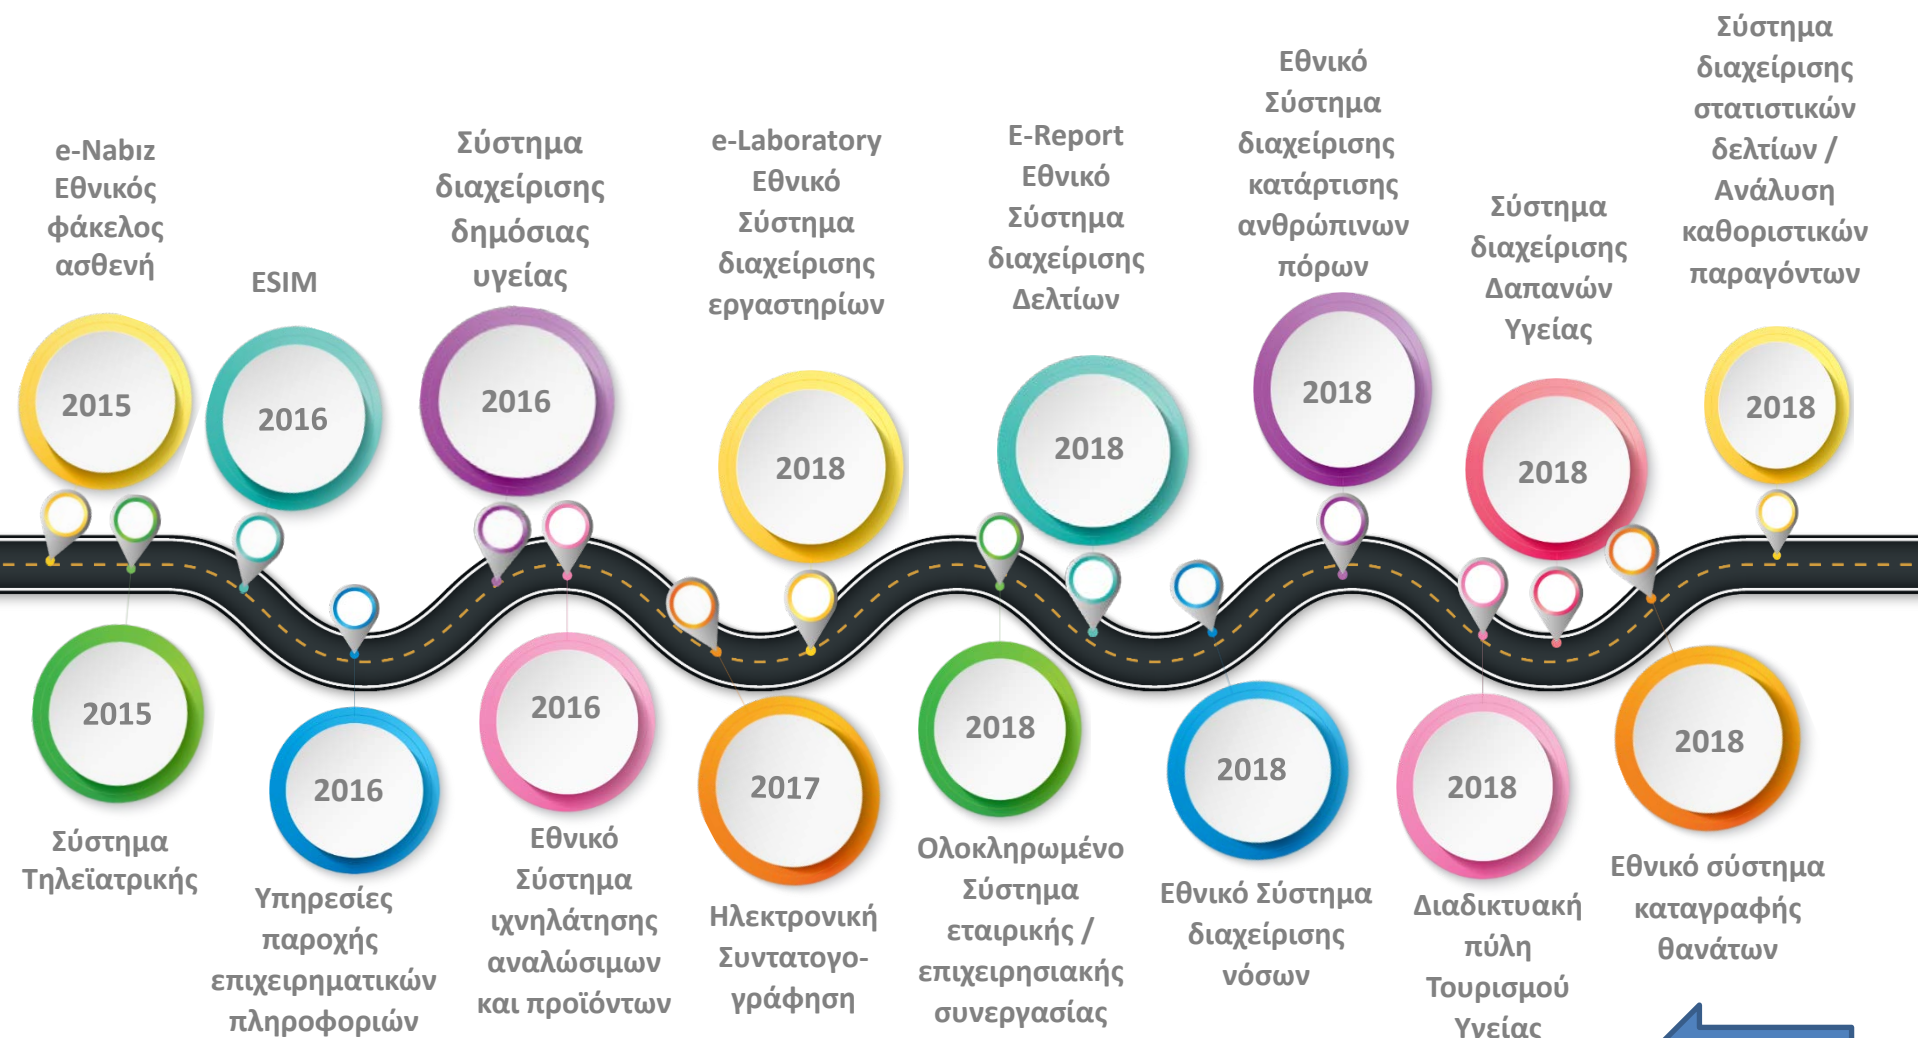 e-Nabız
Εθνικός
φάκελος
ασθενή
2015
2015
Σύστημα
Τηλεϊατρικής
ESIM
2016
2016
Υπηρεσίες
παροχής
επιχειρηματικών
πληροφοριών
Σύστημα
διαχείρισης
δημόσιας
υγείας
2016
2016
Εθνικό
Σύστημα
ιχνηλάτησης
αναλώσιμων
και προϊόντων
2017
Ηλεκτρονική
Συντατογο-
γράφηση
e-Laboratory
Εθνικό
Σύστημα
διαχείρισης
εργαστηρίων
2018
2018
Ολοκληρωμένο
Σύστημα
εταιρικής /
επιχειρησιακής
συνεργασίας
E-Report
Εθνικό
Σύστημα
διαχείρισης
Δελτίων
2018
2018
Εθνικό Σύστημα
διαχείρισης
νόσων
Εθνικό
Σύστημα
διαχείρισης
κατάρτισης
ανθρώπινων
πόρων
2018
2018
Διαδικτυακή
πύλη
Τουρισμού
Υγείας
Σύστημα
διαχείρισης
Δαπανών
Υγείας
2018
2018
Εθνικό σύστημα
καταγραφής
θανάτων
Σύστημα
διαχείρισης
στατιστικών
δελτίων /
Ανάλυση
καθοριστικών
παραγόντων
2018